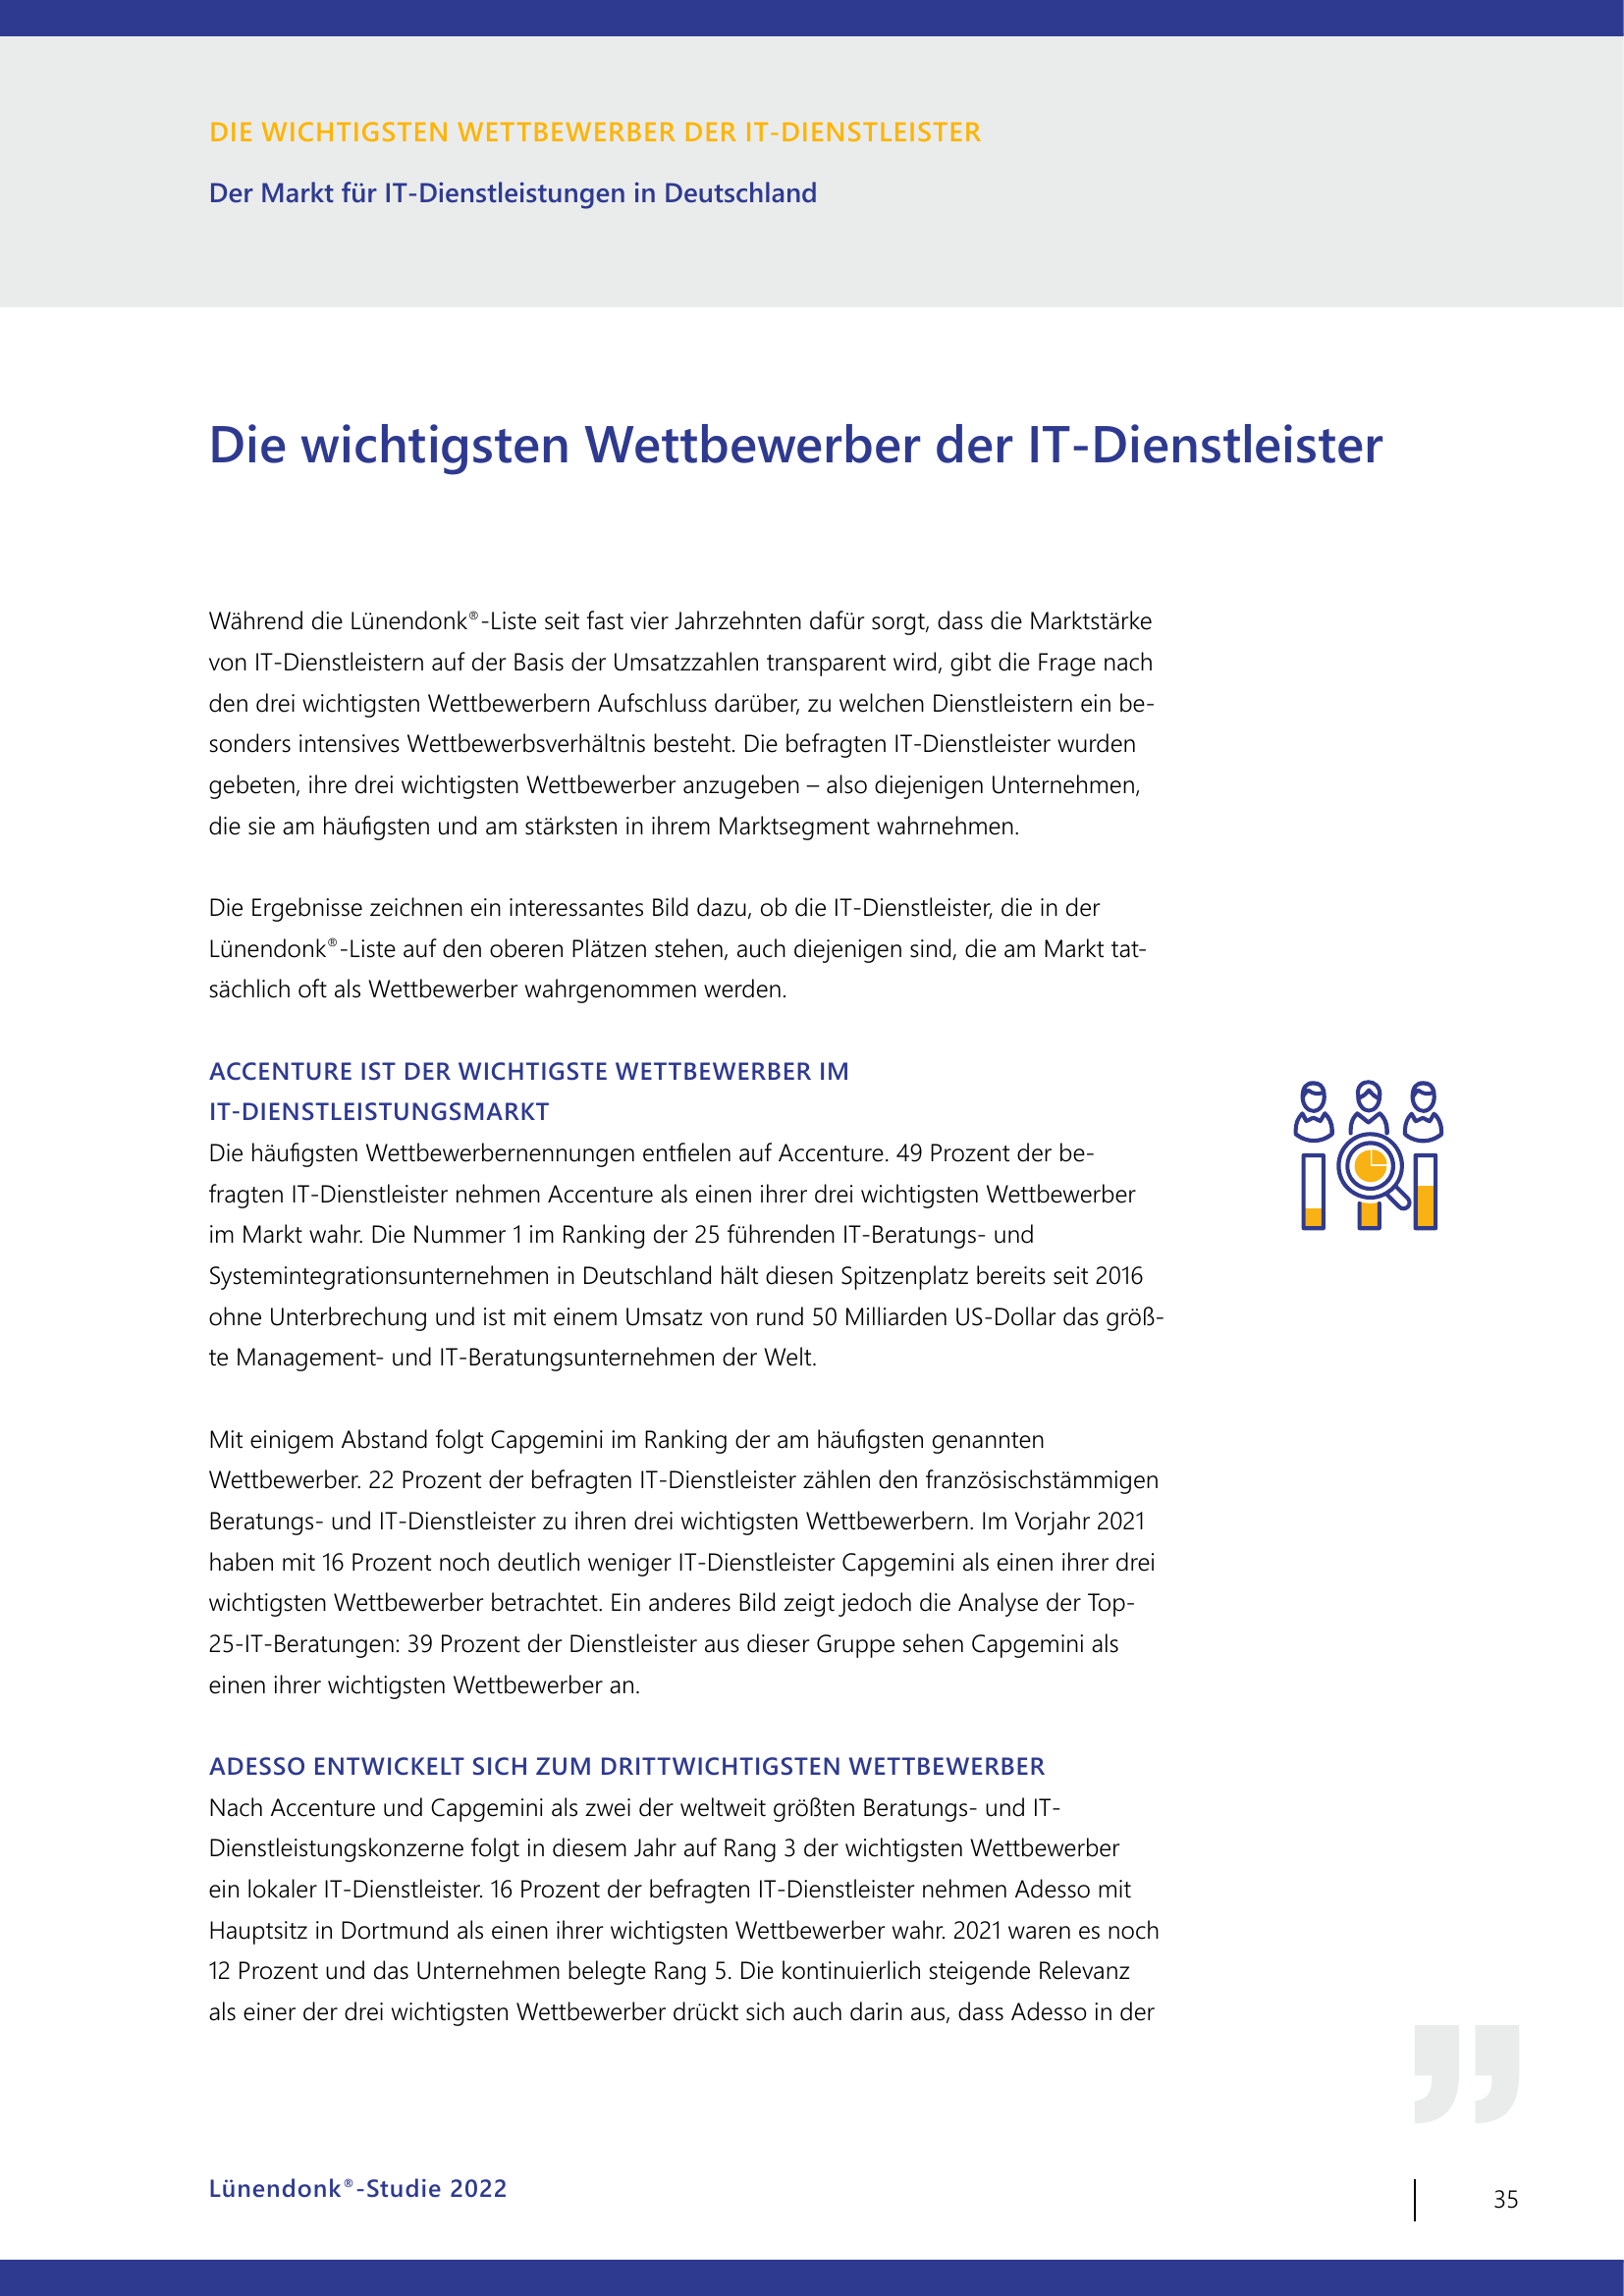 DIE WICHTIGSTEN WETTBEWERBER DER IT-DIENSTLEISTER
Der Markt für IT-Dienstleistungen in Deutschland
Die wichtigsten Wettbewerber der IT-Dienstleister
Während die Lünendonk®-Liste seit fast vier Jahrzehnten dafür sorgt, dass die Marktstärke
von IT-Dienstleistern auf der Basis der Umsatzzahlen transparent wird, gibt die Frage nach
den drei wichtigsten Wettbewerbern Aufschluss darüber, zu welchen Dienstleistern ein be-
sonders intensives Wettbewerbsverhältnis besteht. Die befragten IT-Dienstleister wurden
gebeten, ihre drei wichtigsten Wettbewerber anzugeben – also diejenigen Unternehmen,
die sie am häufigsten und am stärksten in ihrem Marktsegment wahrnehmen.
Die Ergebnisse zeichnen ein interessantes Bild dazu, ob die IT-Dienstleister, die in der
Lünendonk®-Liste auf den oberen Plätzen stehen, auch diejenigen sind, die am Markt tat-
sächlich oft als Wettbewerber wahrgenommen werden.
ACCENTURE IST DER WICHTIGSTE WETTBEWERBER IM
IT-DIENSTLEISTUNGSMARKT
Die häufigsten Wettbewerbernennungen entfielen auf Accenture. 49 Prozent der be-
fragten IT-Dienstleister nehmen Accenture als einen ihrer drei wichtigsten Wettbewerber
im Markt wahr. Die Nummer 1 im Ranking der 25 führenden IT-Beratungs- und
Systemintegrationsunternehmen in Deutschland hält diesen Spitzenplatz bereits seit 2016
ohne Unterbrechung und ist mit einem Umsatz von rund 50 Milliarden US-Dollar das größ-
te Management- und IT-Beratungsunternehmen der Welt.
Mit einigem Abstand folgt Capgemini im Ranking der am häufigsten genannten
Wettbewerber. 22 Prozent der befragten IT-Dienstleister zählen den französischstämmigen
Beratungs- und IT-Dienstleister zu ihren drei wichtigsten Wettbewerbern. Im Vorjahr 2021
haben mit 16 Prozent noch deutlich weniger IT-Dienstleister Capgemini als einen ihrer drei
wichtigsten Wettbewerber betrachtet. Ein anderes Bild zeigt jedoch die Analyse der Top-
25-IT-Beratungen: 39 Prozent der Dienstleister aus dieser Gruppe sehen Capgemini als
einen ihrer wichtigsten Wettbewerber an.
ADESSO ENTWICKELT SICH ZUM DRITTWICHTIGSTEN WETTBEWERBER
Nach Accenture und Capgemini als zwei der weltweit größten Beratungs- und IT-
Dienstleistungskonzerne folgt in diesem Jahr auf Rang 3 der wichtigsten Wettbewerber
ein lokaler IT-Dienstleister. 16 Prozent der befragten IT-Dienstleister nehmen Adesso mit
Hauptsitz in Dortmund als einen ihrer wichtigsten Wettbewerber wahr. 2021 waren es noch
12 Prozent und das Unternehmen belegte Rang 5. Die kontinuierlich steigende Relevanz
als einer der drei wichtigsten Wettbewerber drückt sich auch darin aus, dass Adesso in der
Lünendonk®-Studie 2022
35